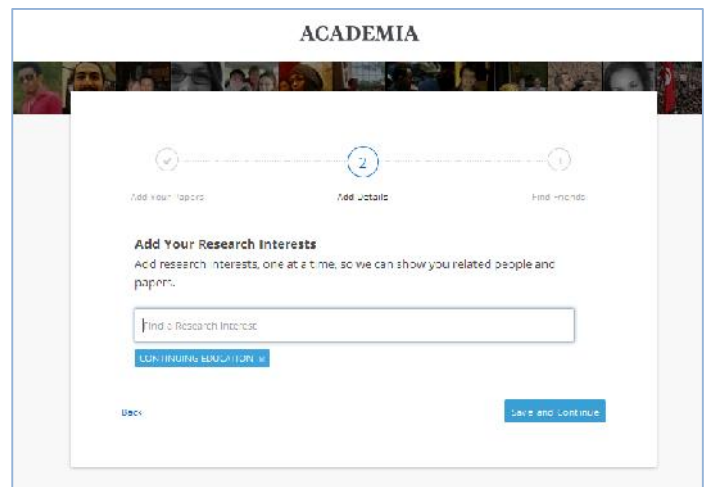 ACADEMIA
2
Add Your Papers
Add Details
Find Friends
Add Your Research Interests
Add research interests, one at a time, so we can show you related people and
papers.
Find a Research Interest
CONTINUING EDUCATION x
Back
Save and Continue